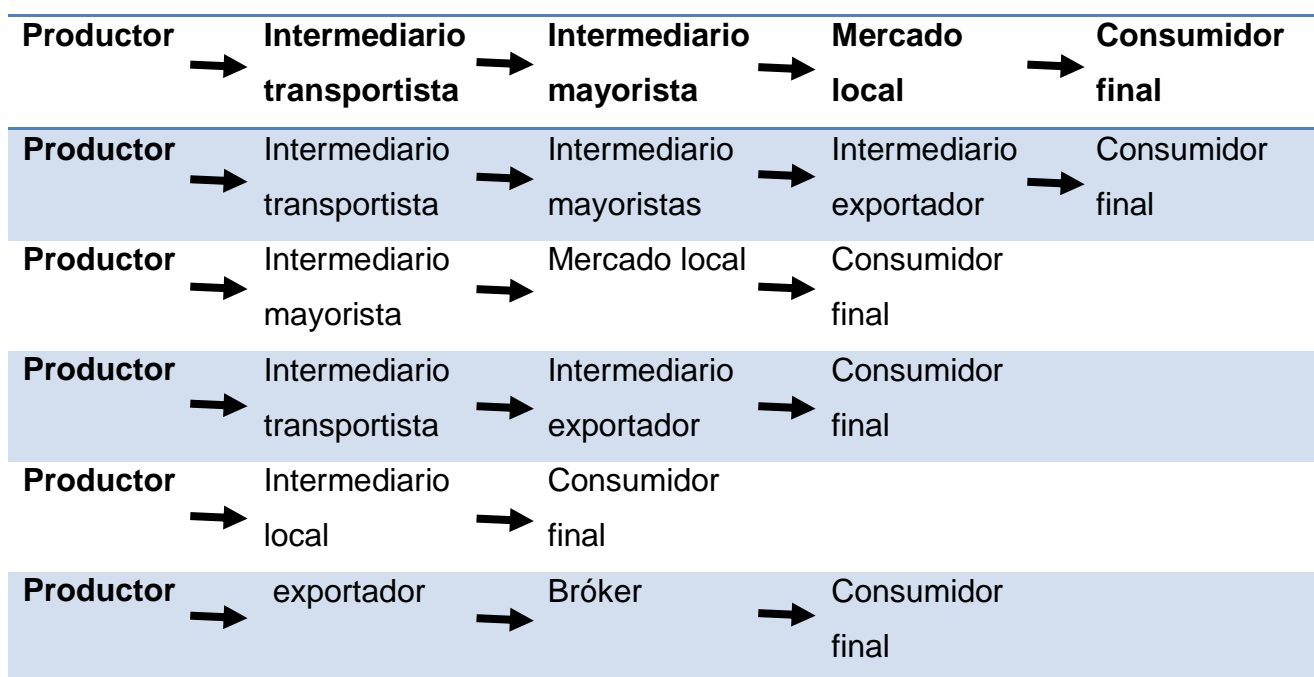 Productor Intermediario Intermediario Mercado Consumidor
transportista mayorista local final
Productor Intermediario Intermediario Intermediario Consumidor
transportista mayoristas exportador final
Productor Intermediario Mercado local Consumidor
mayorista final
Productor Intermediario Intermediario Consumidor
transportista exportador final
Productor Intermediario Consumidor
local final
Productor exportador Bróker Consumidor
final